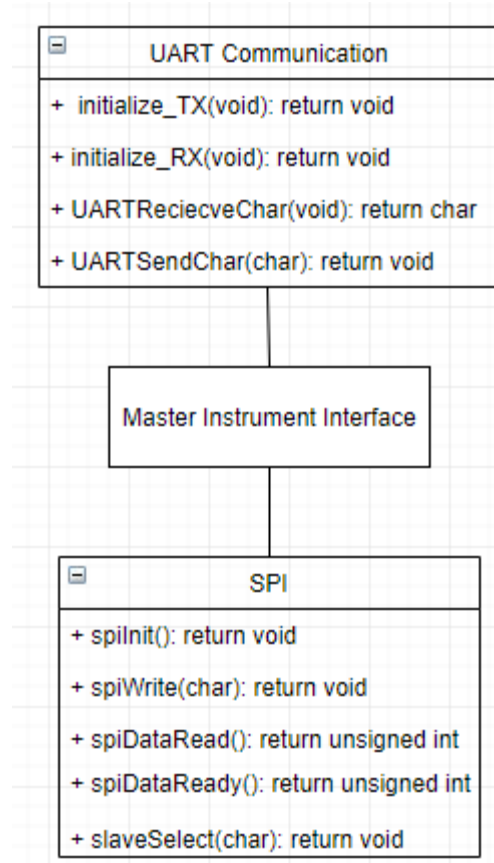 UART Communication
+ initialize_TX(void): return void
+ initialize_RX(void): return void
+ UARTReciecveChar(void): return char
+ UARTSendChar(char): return void
Master Instrument Interface
SPI
+ spiInit(): return void
+ spiWrite(char): return void
+ spiDataRead(): return unsigned int
+ spiDataReady(): return unsigned int
+ slaveSelect(char): return void